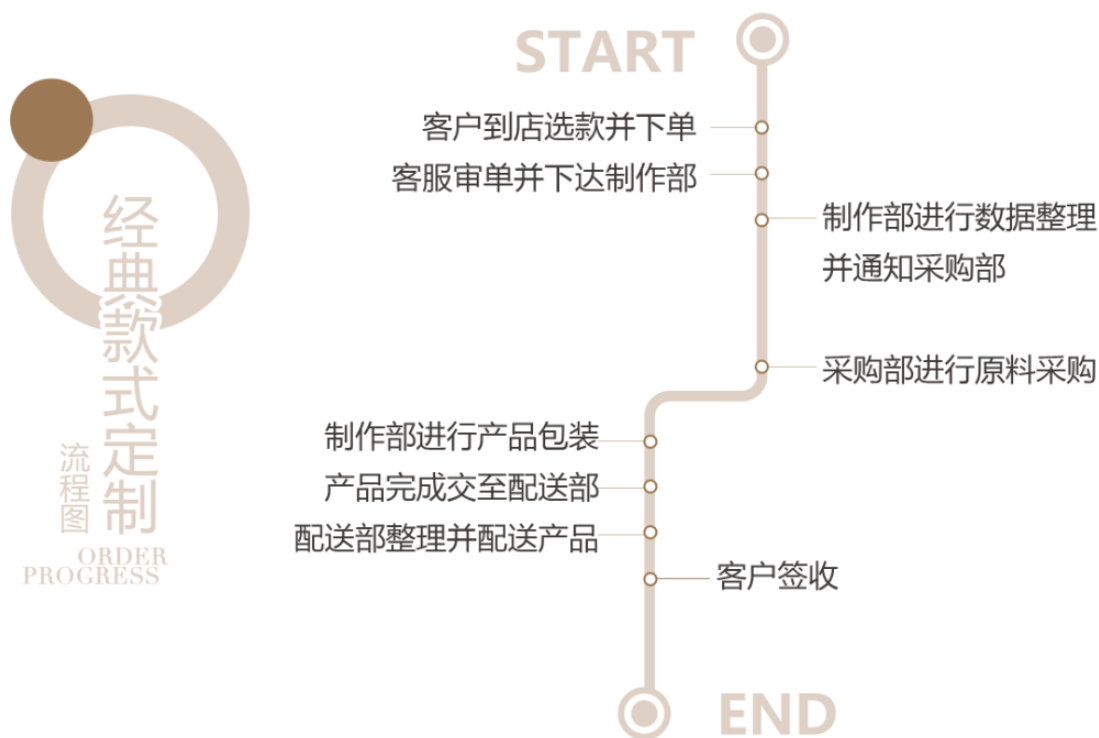 经典款式定制
流程图
ORDER
PROGRESS
START
客户到店选款并下单
客服审单并下达制作部
制作部进行数据整理
并通知采购部
采购部进行原料采购
制作部进行产品包装
产品完成交至配送部
配送部整理并配送产品
客户签收
END